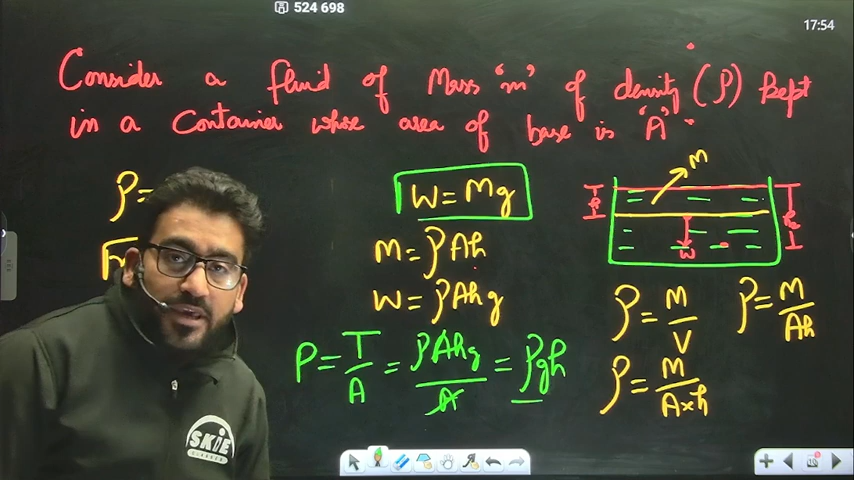 524 698
17:54
Consider a fluid of Mass 'm' of density (ρ) kept
in a Container whose area of base is 'A'.
ρ=
W = Mg
M = ρAh
W = ρAhg
P = T/A = ρAhg/A = ρgh
M
h
h
W
ρ = M/V
ρ = M/Ah
ρ = M/A×h
SKIE
CLASSES